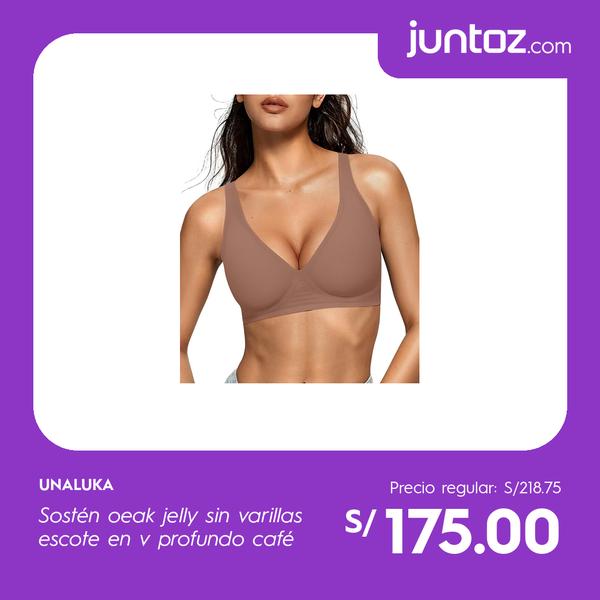 juntoz.com
UNALUKA
Sostén oeak jelly sin varillas
escote en v profundo café
Precio regular: S/218.75
S/175.00